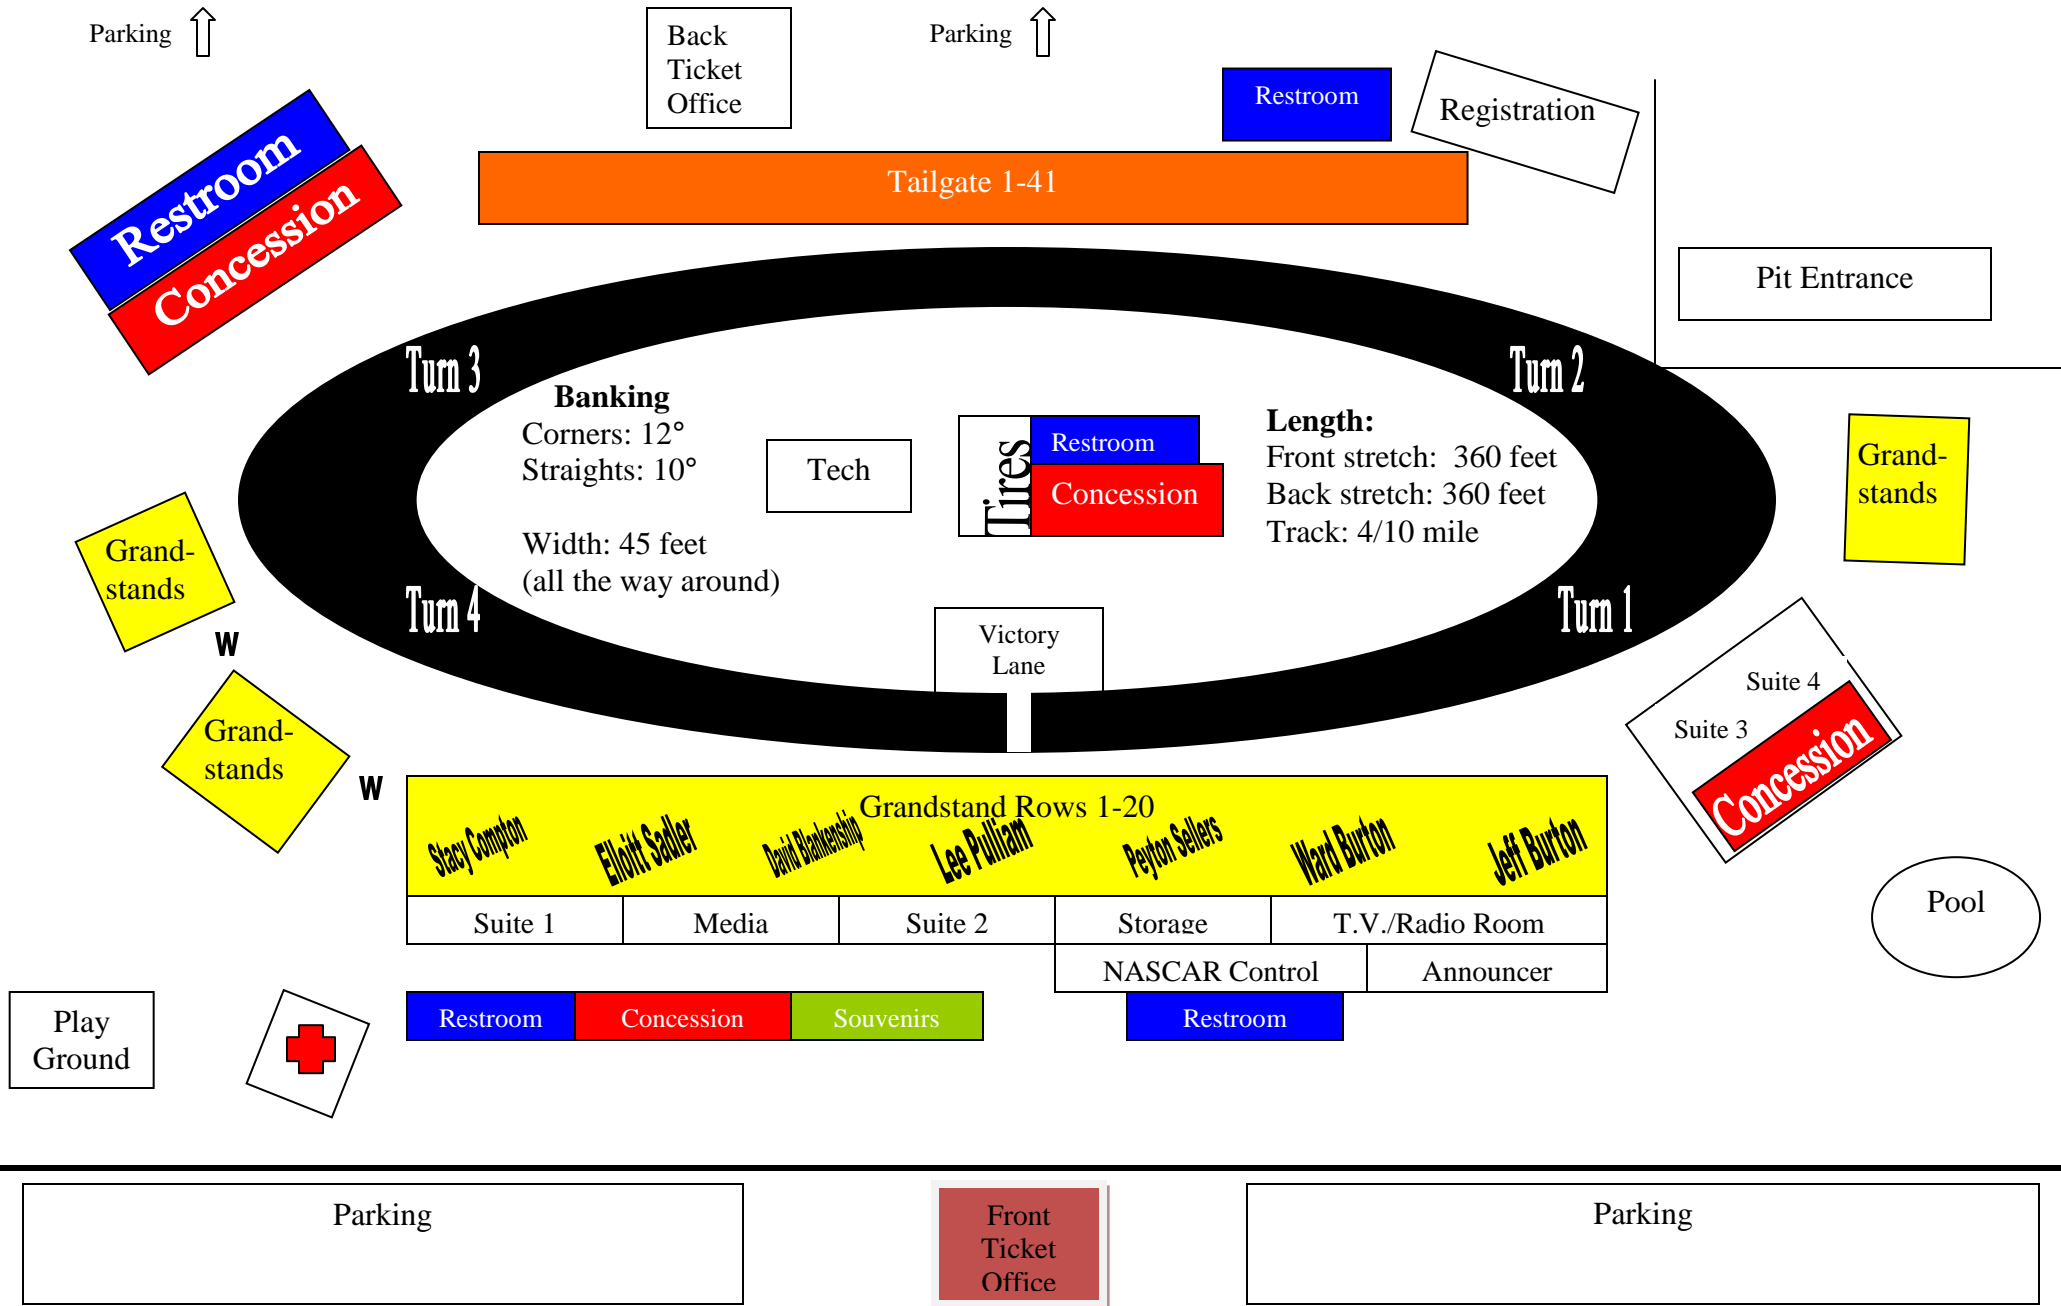 Parking
Back
Ticket
Office
Parking
Restroom
Registration
Restroom
Concession
Tailgate 1-41
Pit Entrance
Turn 3
Turn 2
Banking
Corners: 12°
Straights: 10°
Width: 45 feet
(all the way around)
Tech
Tires
Restroom
Concession
Length:
Front stretch: 360 feet
Back stretch: 360 feet
Track: 4/10 mile
Grand-
stands
Grand-
stands
Turn 4
Turn 1
W
Victory
Lane
Suite 4
Suite 3
Concession
Grand-
stands
W
Grandstand Rows 1-20
Stacy Compton
Elloitt Sadler
David Blankenship
Lee Pulliam
Peyton Sellers
Ward Burton
Jeff Burton
Pool
Suite 1
Media
Suite 2
Storage
T.V./Radio Room
NASCAR Control
Announcer
Play
Ground
Restroom
Concession
Souvenirs
Restroom
Parking
Front
Ticket
Office
Parking